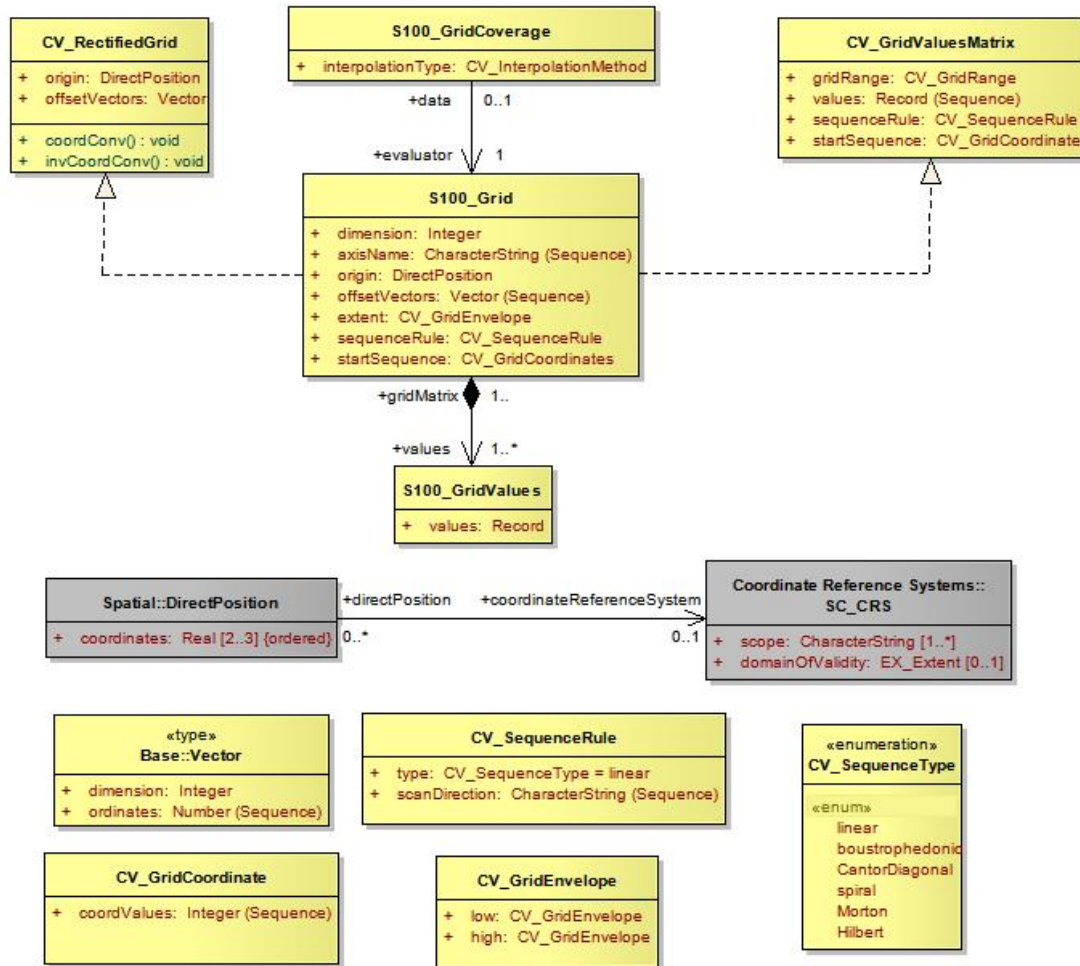 CV_RectifiedGrid
+ origin: DirectPosition
+ offsetVectors: Vector
+ coordConv() : void
+ invCoordConv() : void
S100_GridCoverage
+ interpolationType: CV_InterpolationMethod
CV_GridValuesMatrix
+ gridRange: CV_GridRange
+ values: Record (Sequence)
+ sequenceRule: CV_SequenceRule
+ startSequence: CV_GridCoordinate
+data 0..1
+evaluator 1
S100_Grid
+ dimension: Integer
+ axisName: CharacterString (Sequence)
+ origin: DirectPosition
+ offsetVectors: Vector (Sequence)
+ extent: CV_GridEnvelope
+ sequenceRule: CV_SequenceRule
+ startSequence: CV_GridCoordinates
+gridMatrix 1..
+values 1..*
S100_GridValues
+ values: Record
Spatial::DirectPosition
+ coordinates: Real [2..3] {ordered}
+directPosition +coordinateReferenceSystem
0..* 0..1
Coordinate Reference Systems::
SC_CRS
+ scope: CharacterString [1..*]
+ domainOfValidity: EX_Extent [0..1]
«type»
Base::Vector
+ dimension: Integer
+ ordinates: Number (Sequence)
CV_SequenceRule
+ type: CV_SequenceType = linear
+ scanDirection: CharacterString (Sequence)
«enumeration»
CV_SequenceType
«enum»
linear
boustrophedonic
CantorDiagonal
spiral
Morton
Hilbert
CV_GridCoordinate
+ coordValues: Integer (Sequence)
CV_GridEnvelope
+ low: CV_GridEnvelope
+ high: CV_GridEnvelope